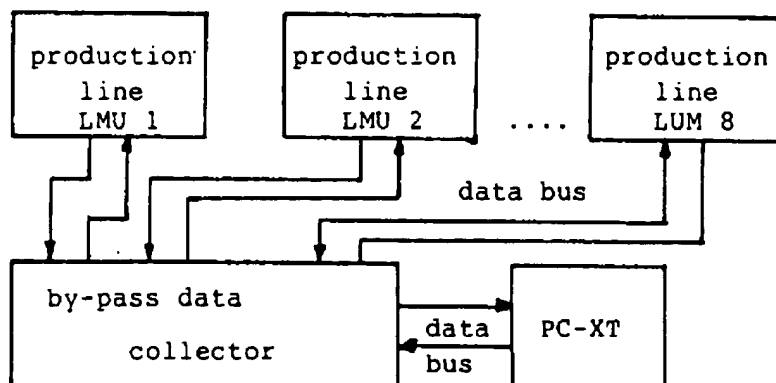 production
line
LMU 1
production
line
LMU 2
....
production
line
LUM 8
data bus
by-pass data
collector
data
bus
PC-XT